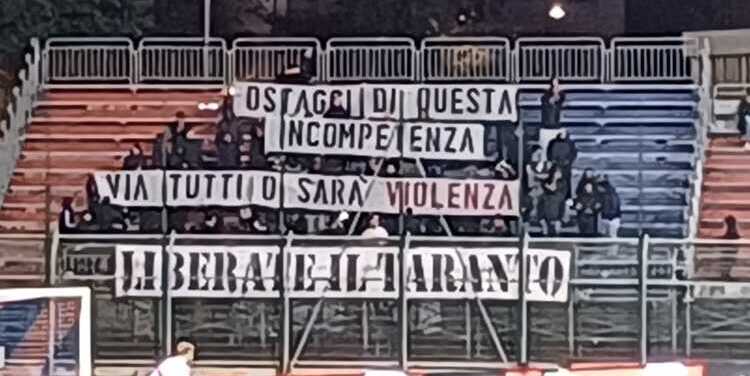 OSTAGGI DI QUESTA
INCOMPETENZA
VIA TUTTI O SARA' VIOLENZA
LIBERATE IL TARANTO